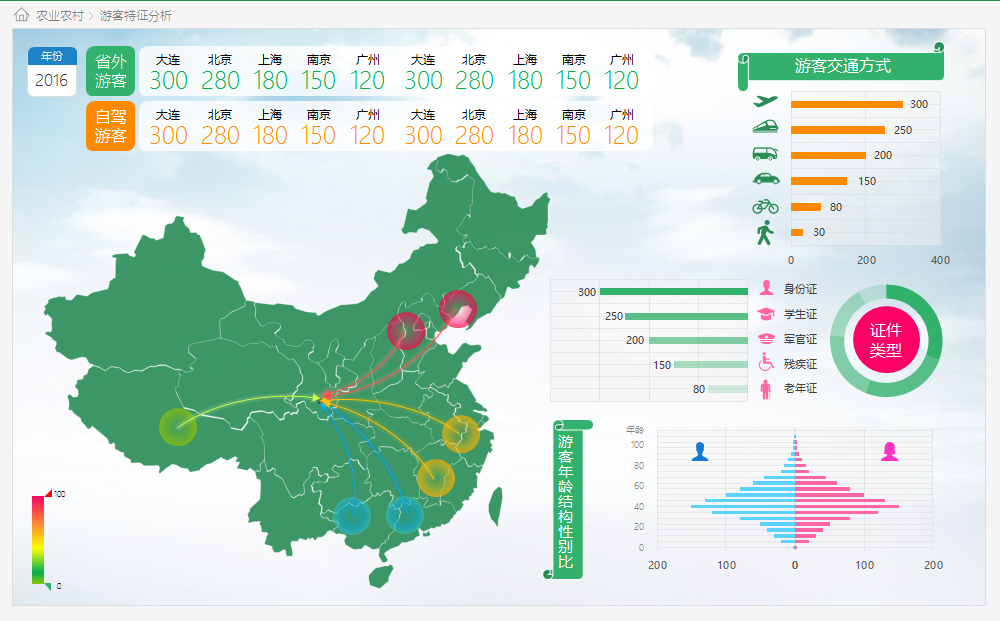 农业农村 > 游客特征分析
年份
2016
省外
游客
大连 北京 上海 南京 广州 大连 北京 上海 南京 广州
300 280 180 150 120 300 280 180 150 120
自驾
游客
大连 北京 上海 南京 广州 大连 北京 上海 南京 广州
300 280 180 150 120 300 280 180 150 120
游客交通方式
300
250
200
150
80
30
0 200 400
300 身份证
250 学生证
200 军官证
150 残疾证
80 老年证
证件
类型
游客年龄结构性别比
年龄
100
80
60
40
20
0
200 100 0 100 200
100
0